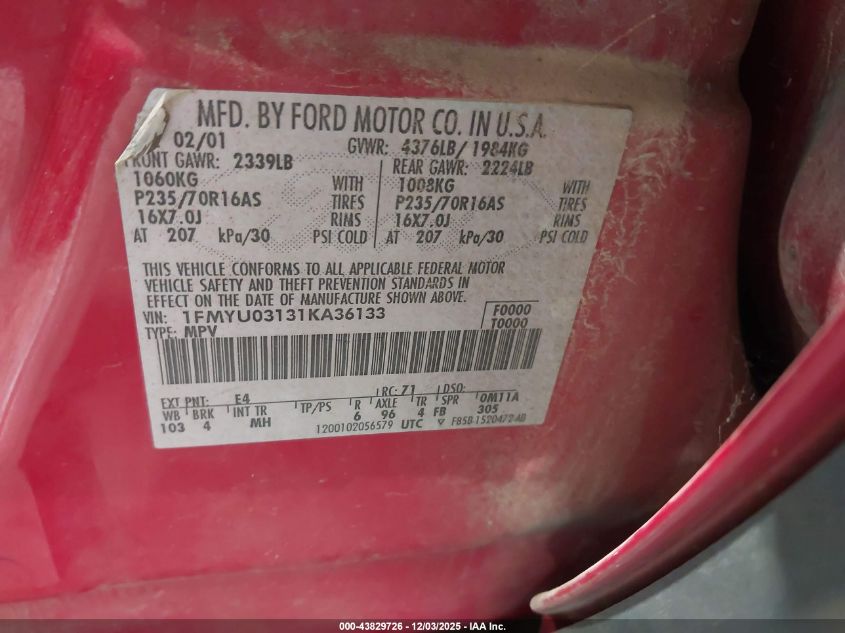 MFD. BY FORD MOTOR CO. IN U.S.A.
02/01 GVWR: 4376LB/ 1984KG
FRONT GAWR: 2339LB REAR GAWR: 2224LB
1060KG WITH 1008KG WITH
P235/70R16AS TIRES P235/70R16AS TIRES
16X7.0J RIMS 16X7.0J RIMS
AT 207 kPa/30 PSI COLD AT 207 kPa/30 PSI COLD
THIS VEHICLE CONFORMS TO ALL APPLICABLE FEDERAL MOTOR
VEHICLE SAFETY AND THEFT PREVENTION STANDARDS IN
EFFECT ON THE DATE OF MANUFACTURE SHOWN ABOVE.
VIN: 1FMYU03131KA36133 F0000
TYPE: MPV T0000
EXT PNT: E4 RC: 71 DSO:
WB BRK INT TR TP/PS R AXLE TR SPR 0M11A
103 4 MH 6 96 4 FB 305
1200102056579 UTC F85B-1520472-AB
000-43829726 - 12/03/2025 - IAA Inc.